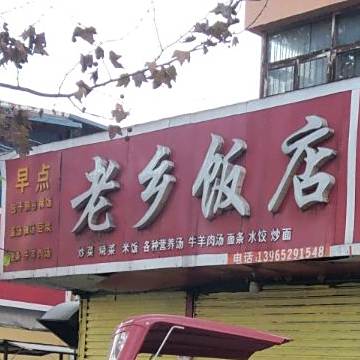 早点
老乡饭店
炒菜 烧菜 米饭 各种营养汤 牛羊肉汤 面条 水饺 炒面
电话:13965291548